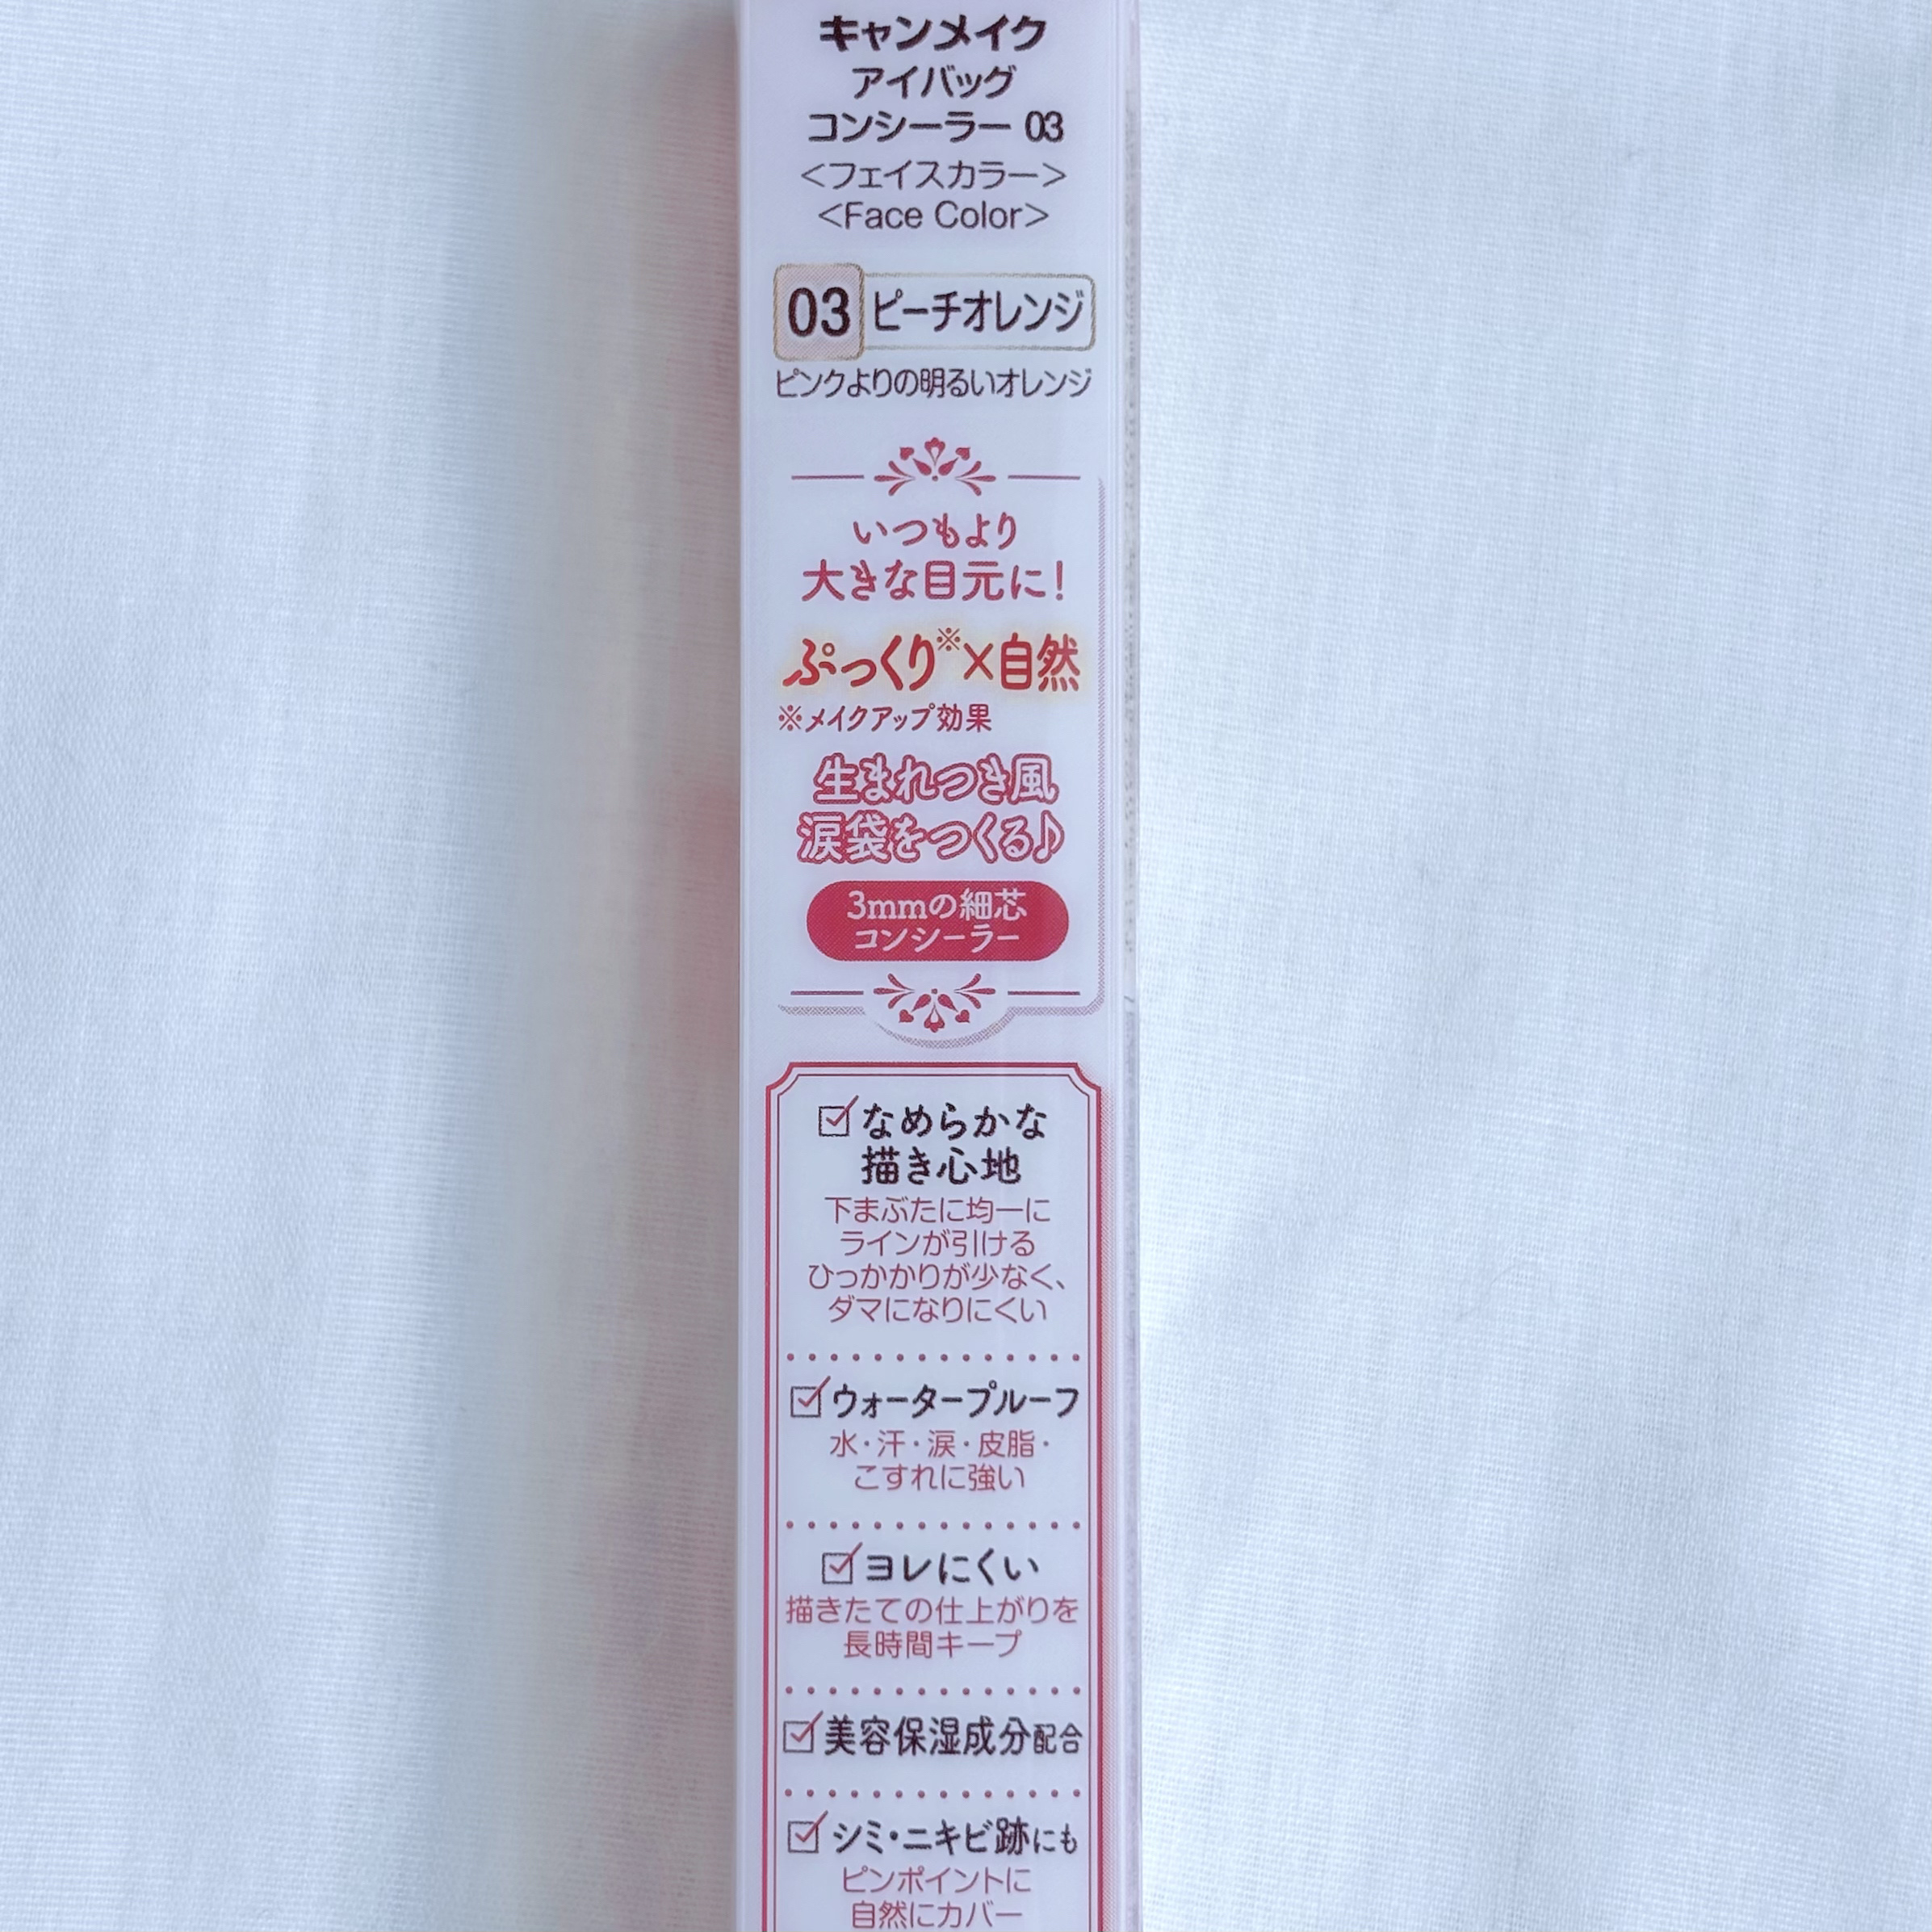 キャンメイク
アイバッグ
コンシーラー 03
<フェイスカラー>
<Face Color>
03 ピーチオレンジ
ピンクよりの明るいオレンジ
いつもより
大きな目元に!
ぷっくり※×自然
※メイクアップ効果
生まれつき風
涙袋をつくる♪
3mmの細芯
コンシーラー
☑なめらかな
描き心地
下まぶたに均一に
ラインが引ける
ひっかかりが少なく、
ダマになりにくい
☑ウォータープルーフ
水・汗・涙・皮脂・
こすれに強い
☑ヨレにくい
描きたての仕上がりを
長時間キープ
☑美容保湿成分配合
☑シミ・ニキビ跡にも
ピンポイントに
自然にカバー